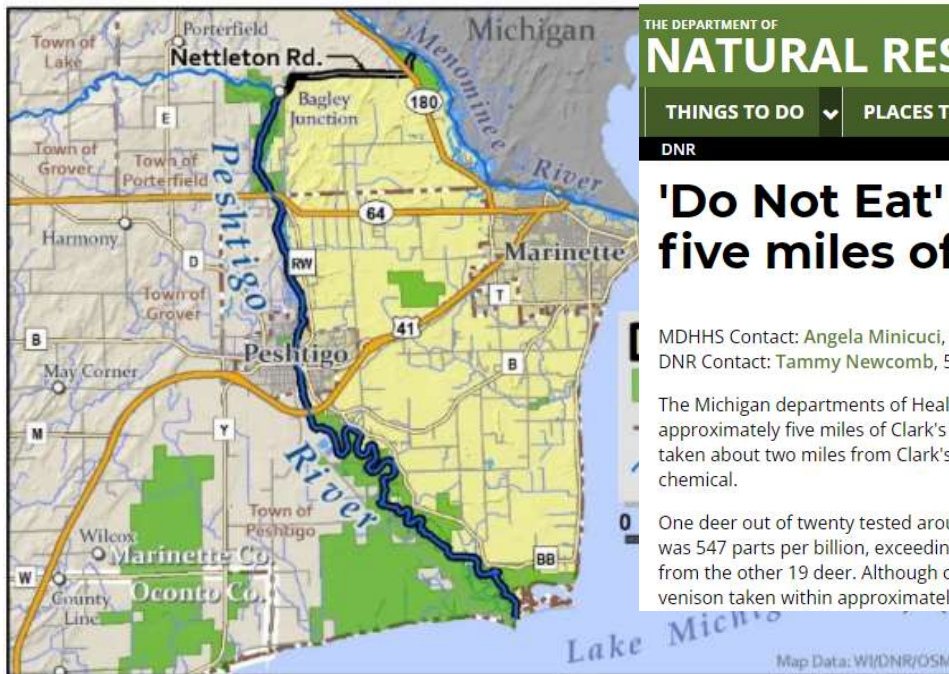 Porterfield
Michigan
Town of
Lake
Nettleton Rd.
Menominee River
Bagley
Junction
180
E
Town of
Grover
Town of
Porterfield
Peshtigo River
64
Harmony
RW
Marinette
D
Town of
Grover
T
41
B
Peshtigo
B
May Corner
M
Y
Town of
Peshtigo
Wilcox
Marinette Co.
BB
W
Oconto Co.
County
Line
0
Lake
Map Data: WI/DNR/OSM
THE DEPARTMENT OF
NATURAL RES
THINGS TO DO
PLACES T
DNR
'Do Not Eat'
five miles of
MDHHS Contact: Angela Minicuci,
DNR Contact: Tammy Newcomb, 5
The Michigan departments of Heal
approximately five miles of Clark's
taken about two miles from Clark's
chemical.
One deer out of twenty tested arou
was 547 parts per billion, exceedin
from the other 19 deer. Although
venison taken within approximatel